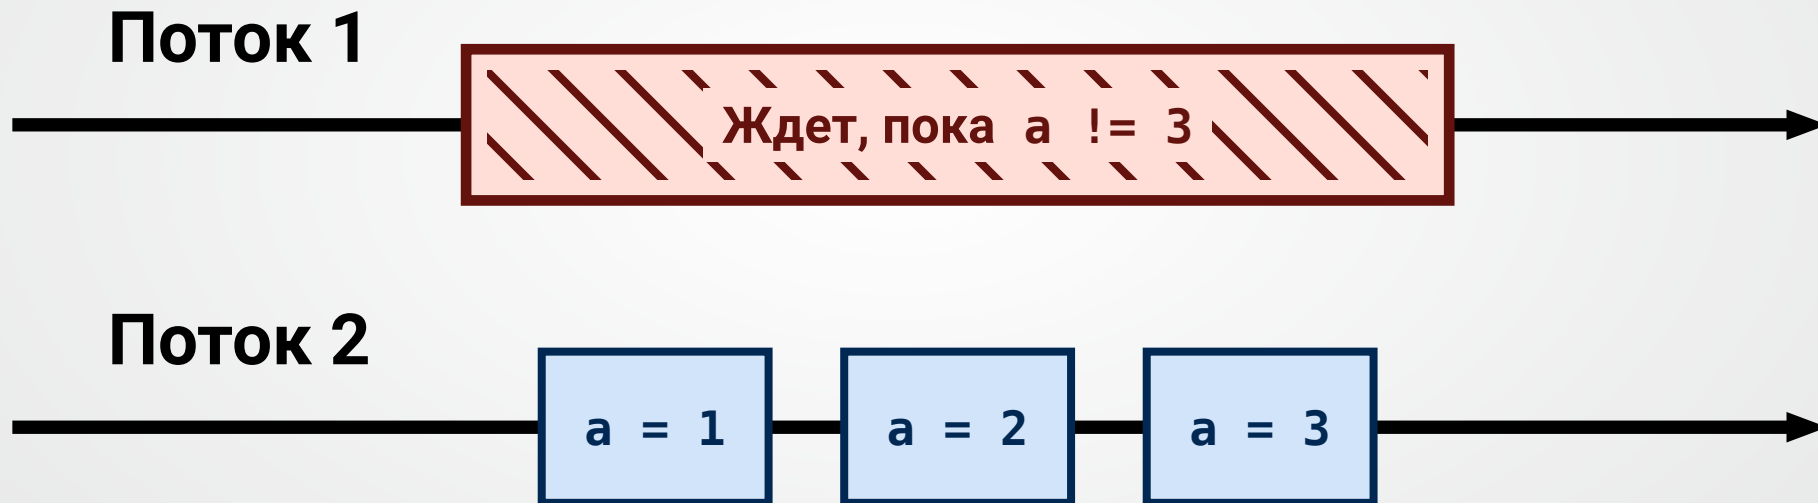 Поток 1
Ждет, пока a != 3
Поток 2
a = 1
a = 2
a = 3